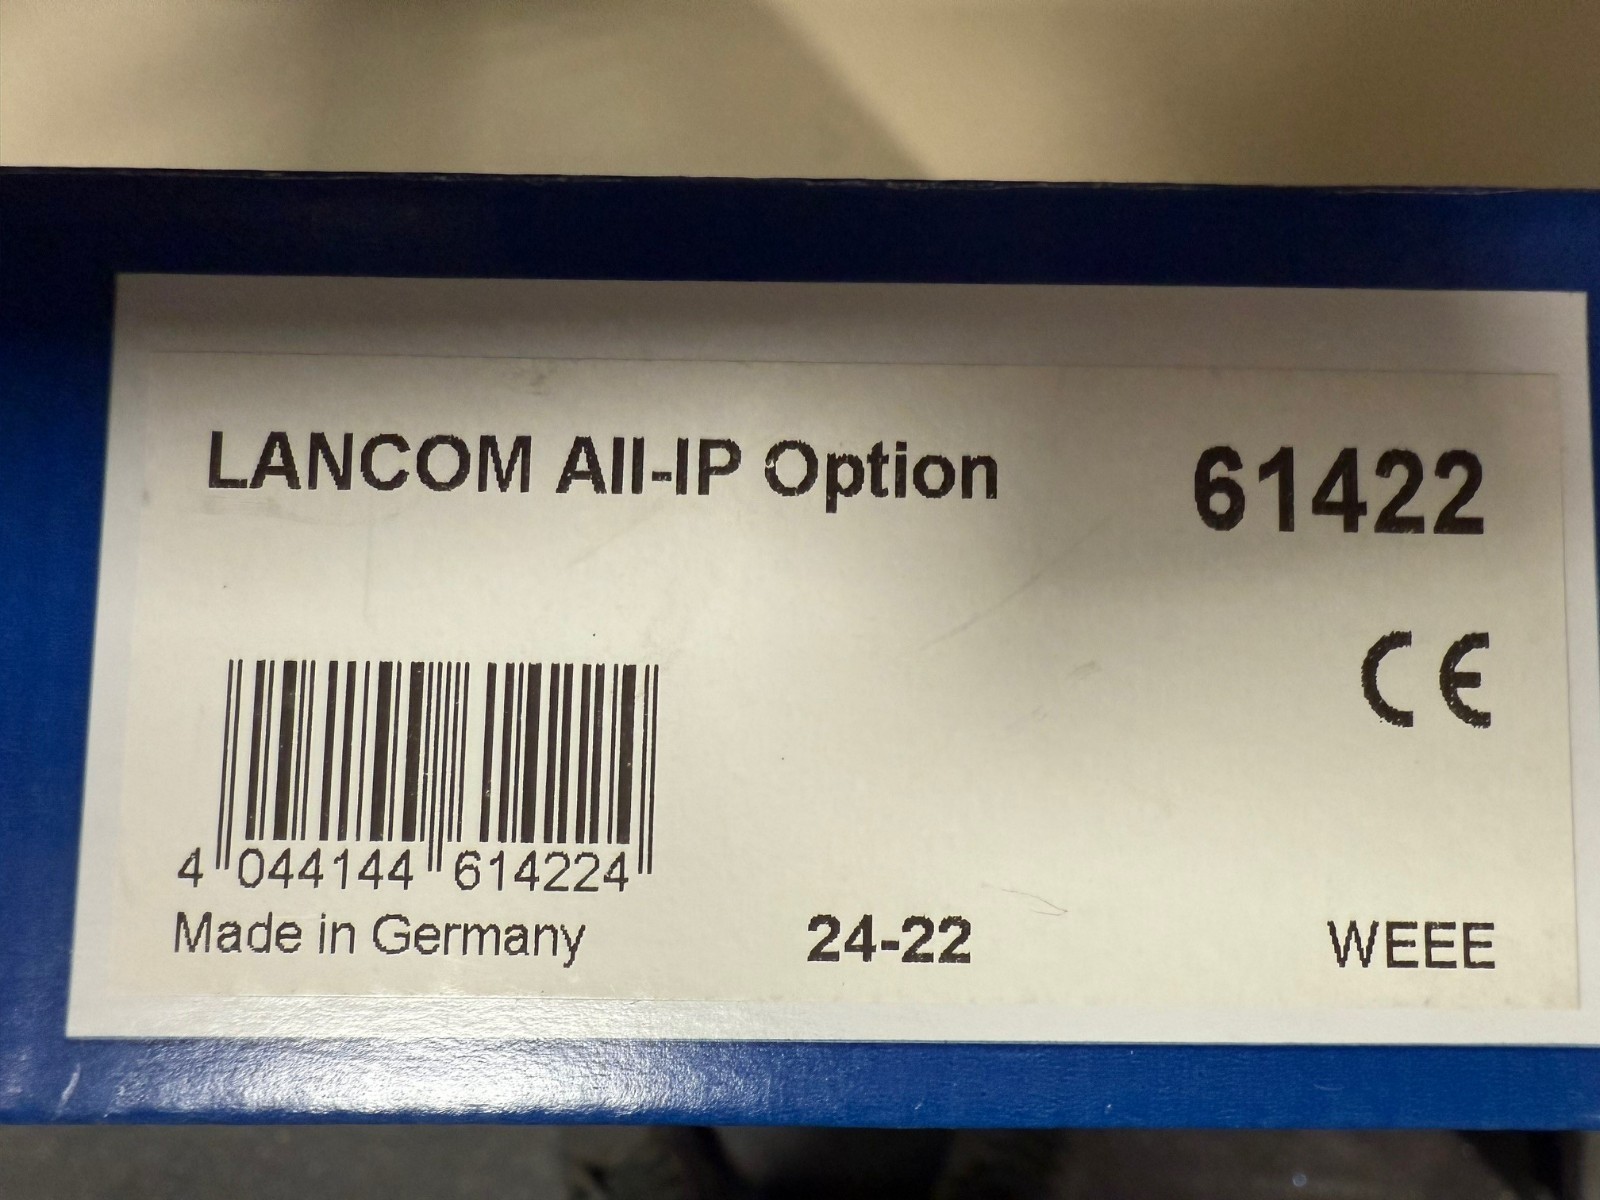 LANCOM All-IP Option 61422
CE
4 044144 614224
Made in Germany 24-22 WEEE